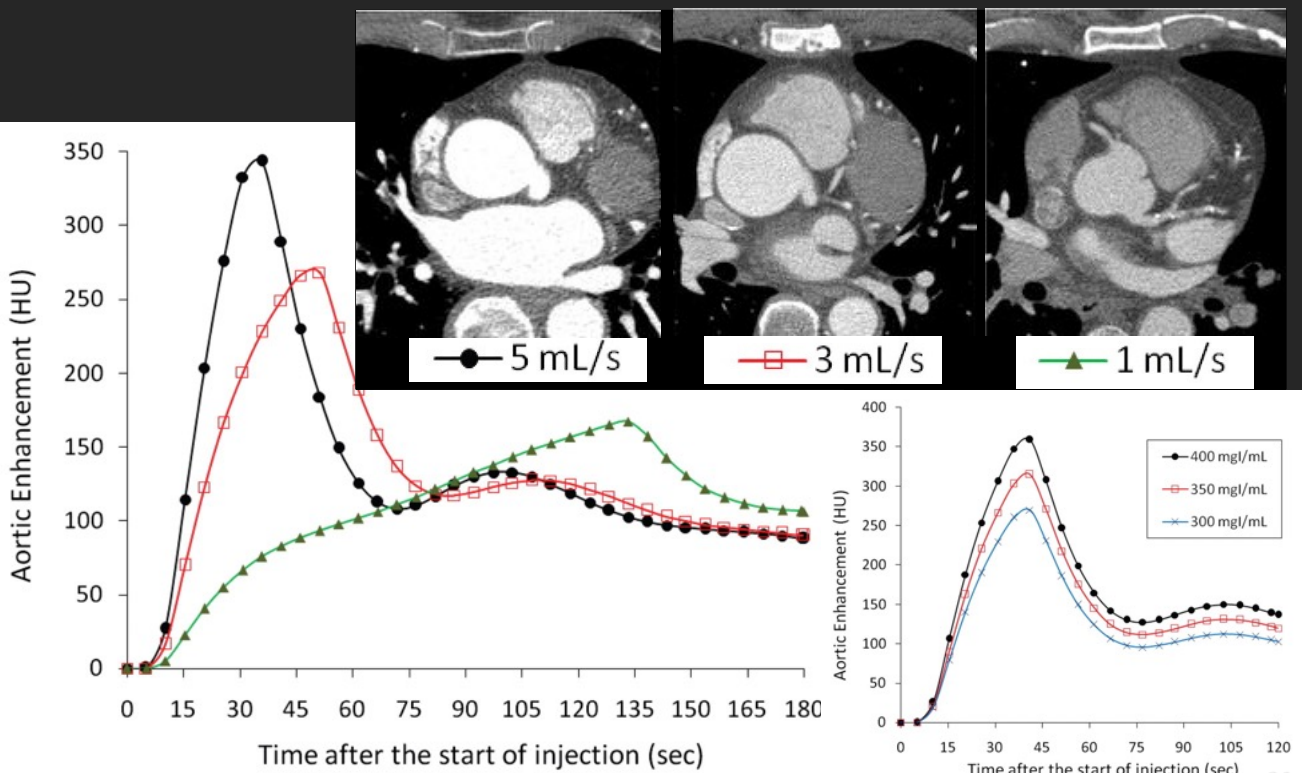 5 mL/s
3 mL/s
1 mL/s
Aortic Enhancement (HU)
350
300
250
200
150
100
50
0
0 15 30 45 60 75 90 105 120 135 150 165 180
Time after the start of injection (sec)
Aortic Enhancement (HU)
400
350
300
250
200
150
100
50
0
400 mgI/mL
350 mgI/mL
300 mgI/mL
0 15 30 45 60 75 90 105 120
Time after the start of injection (sec)